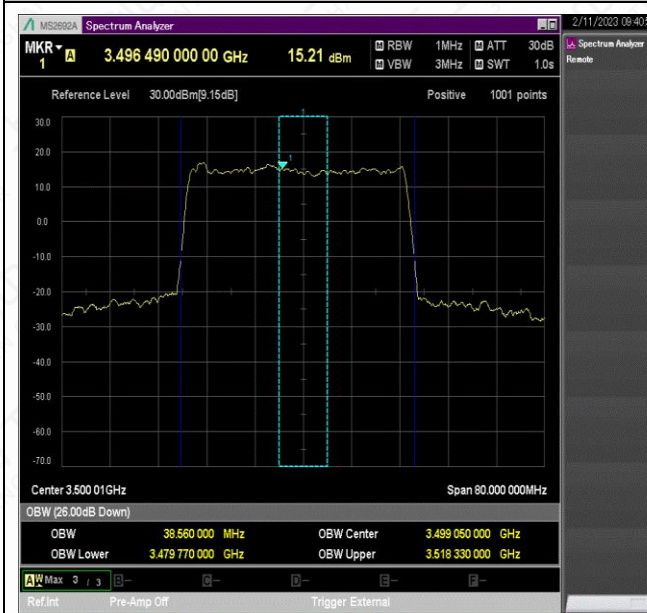 MS2692A Spectrum Analyzer
2/11/2023 09:40:
MKR 1 A 3.496 490 000 00 GHz 15.21 dBm RBW 1MHz ATT 30dB
VBW 3MHz SWT 1.0s
Spectrum Analyzer
Remote
Reference Level 30.00dBm[9.15dB] Positive 1001 points
1
30.0
20.0
1
10.0
0.0
-10.0
-20.0
-30.0
-40.0
-50.0
-60.0
-70.0
Center 3.500 01GHz Span 80.000 000MHz
OBW (26.00dB Down)
OBW 38.560 000 MHz OBW Center 3.499 050 000 GHz
OBW Lower 3.479 770 000 GHz OBW Upper 3.518 330 000 GHz
A W Max 3 / 3 B- C- D- E- F-
Ref.Int Pre-Amp Off Trigger External